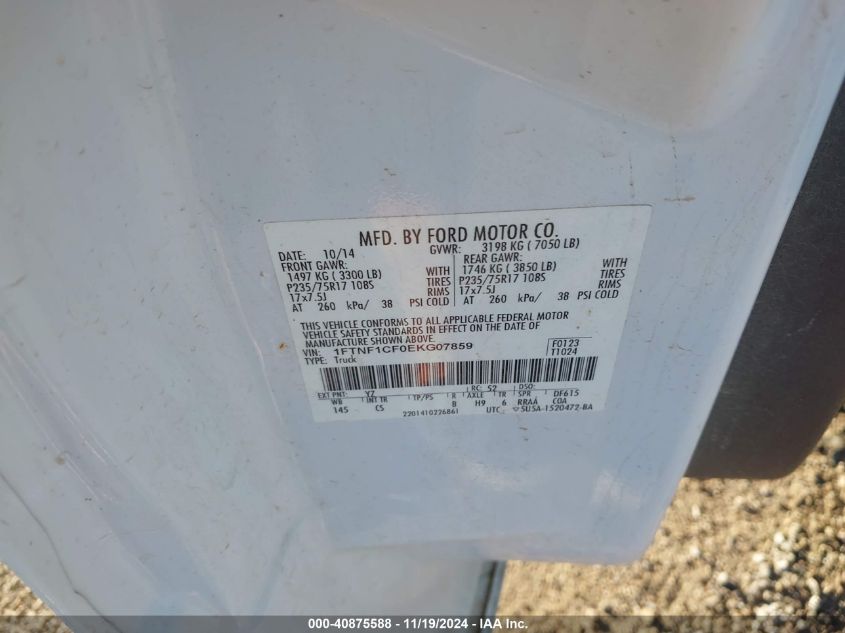 MFD. BY FORD MOTOR CO.
DATE: 10/14 GVWR: 3198 KG ( 7050 LB)
FRONT GAWR: REAR GAWR:
1497 KG ( 3300 LB) WITH 1746 KG ( 3850 LB) WITH
P235/75R17 108S TIRES P235/75R17 108S TIRES
17x7.5J RIMS 17x7.5J RIMS
AT 260 kPa/ 38 PSI COLD AT 260 kPa/ 38 PSI COLD
THIS VEHICLE CONFORMS TO ALL APPLICABLE FEDERAL MOTOR
VEHICLE SAFETY STANDARDS IN EFFECT ON THE DATE OF
MANUFACTURE SHOWN ABOVE.
VIN: 1FTNF1CF0EKG07859 F0123
TYPE: Truck T1024
EXT PNT: YZ RC: 52 DSO:
WB INT TR TP/PS R AXLE TR SPR DF615
145 CS B H9 6 RRAA COA
2201410226861 UTC 5U5A-1520472-BA
000-40875588 - 11/19/2024 - IAA Inc.